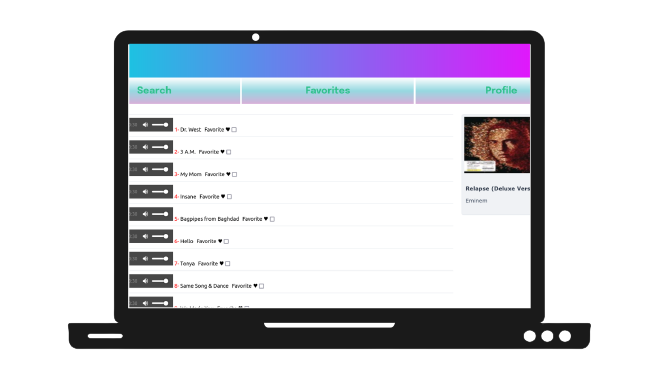 Search Favorites Profile
1- Dr. West Favorite ♥
2- 3 A.M. Favorite ♥
3- My Mom Favorite ♥
4- Insane Favorite ♥
5- Bagpipes from Baghdad Favorite ♥
6- Hello Favorite ♥
7- Tonya Favorite ♥
8- Same Song & Dance Favorite ♥
Relapse (Deluxe Vers
Eminem